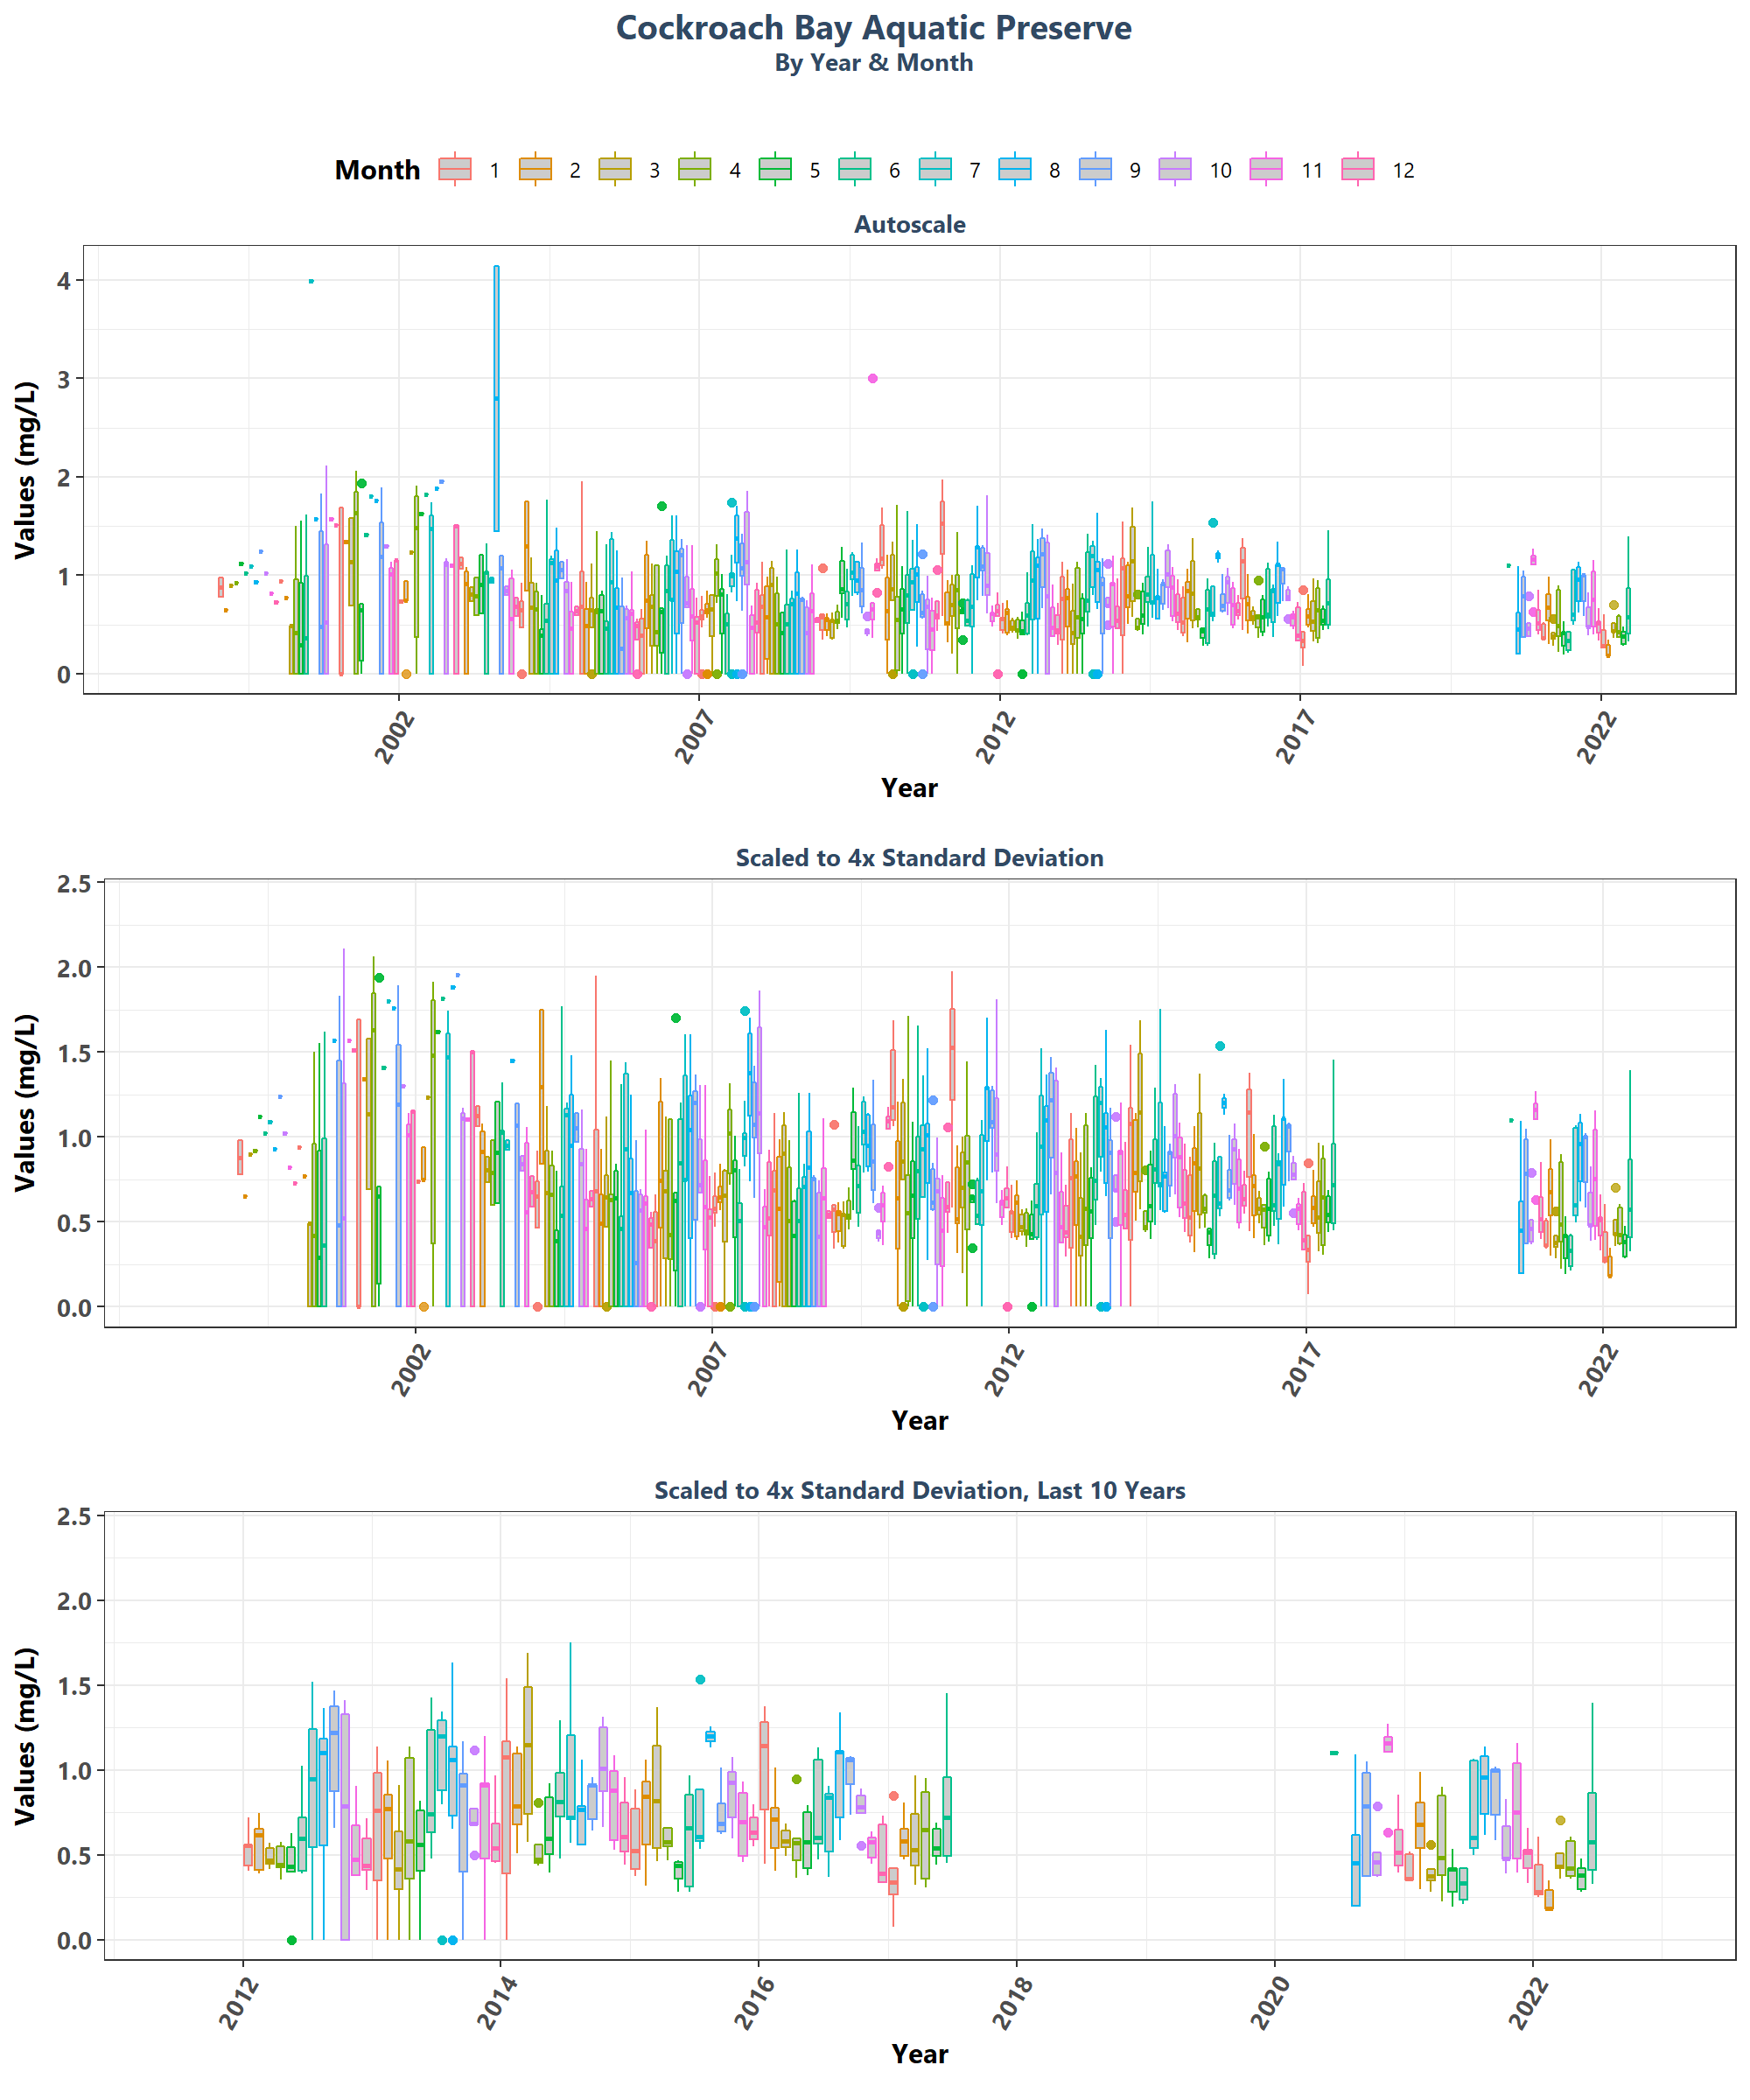 Cockroach Bay Aquatic Preserve
By Year & Month
Month 1 2 3 4 5 6 7 8 9 10 11 12
Autoscale
Values (mg/L)
4
3
2
1
0
2002 2007 2012 2017 2022
Year
Scaled to 4x Standard Deviation
Values (mg/L)
2.5
2.0
1.5
1.0
0.5
0.0
2002 2007 2012 2017 2022
Year
Scaled to 4x Standard Deviation, Last 10 Years
Values (mg/L)
2.5
2.0
1.5
1.0
0.5
0.0
2012 2014 2016 2018 2020 2022
Year